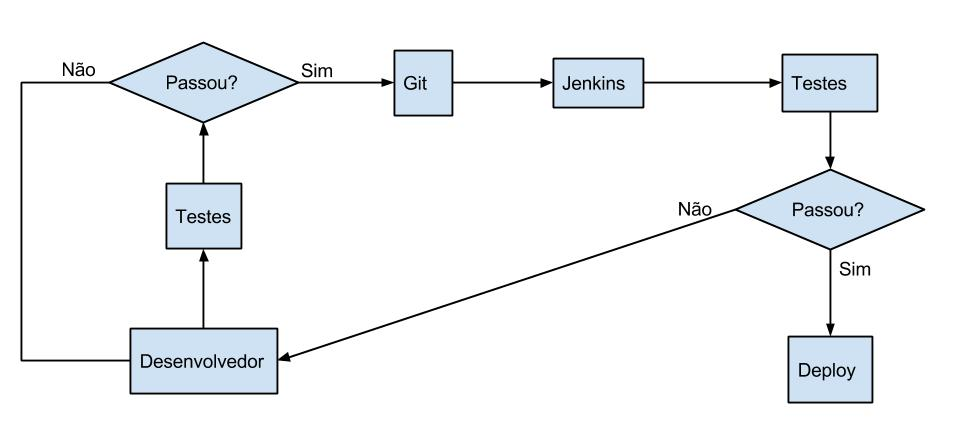 Não
Passou?
Sim
Git
Jenkins
Testes
Testes
Não
Passou?
Sim
Desenvolvedor
Deploy